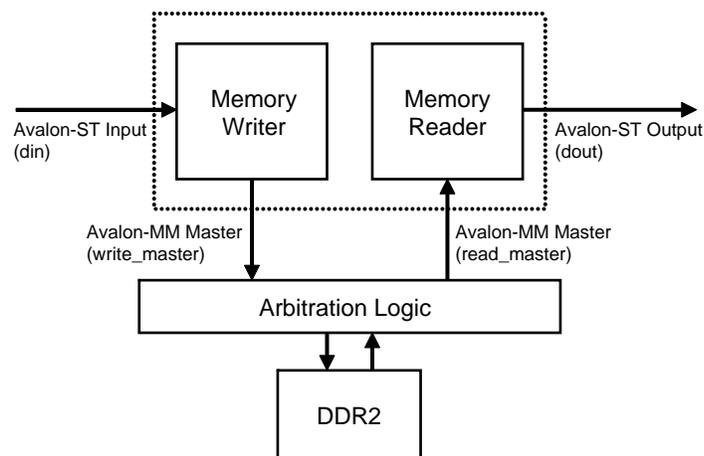 Memory
Writer
Memory
Reader
Avalon-ST Input
(din)
Avalon-ST Output
(dout)
Avalon-MM Master
(write_master)
Avalon-MM Master
(read_master)
Arbitration Logic
DDR2